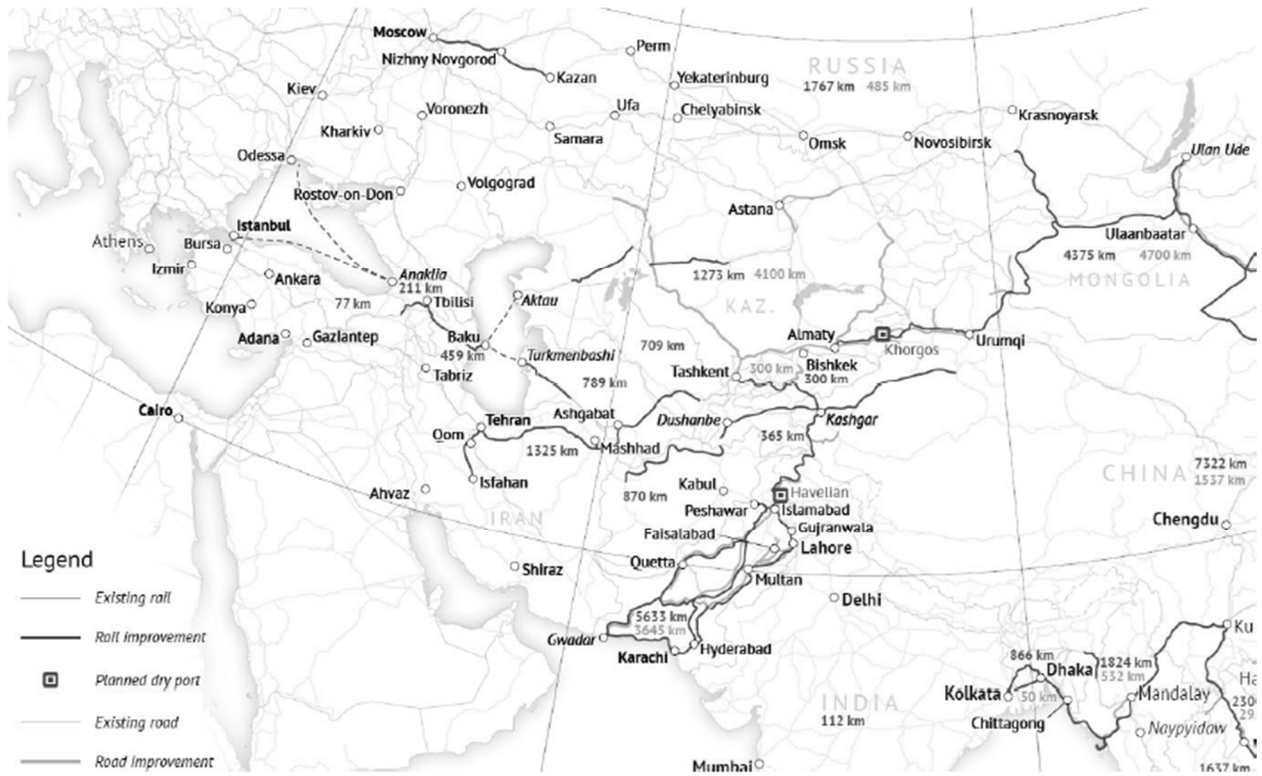 Moscow
Nizhny Novgorod
Kazan
Perm
Yekaterinburg
RUSSIA
1767 km 485 km
Kiev
Voronezh
Ufa
Chelyabinsk
Krasnoyarsk
Kharkiv
Samara
Omsk
Novosibirsk
Odessa
Ulan Ude
Rostov-on-Don
Volgograd
Astana
Istanbul
Athens
Bursa
Ulaanbaatar
Izmir
Ankara
Anaklia
211 km
1273 km 4100 km
4375 km 4700 km
MONGOLIA
77 km
Tbilisi
Aktau
KAZ.
Konya
Adana
Gaziantep
Baku
459 km
Turkmenbashi
709 km
Almaty
Khorgos
Urumqi
Tabriz
789 km
Tashkent
300 km
Bishkek
300 km
Cairo
Tehran
Ashgabat
Dushanbe
Kashgar
Qom
1325 km
Mashhad
365 km
CHINA
7322 km
1537 km
Isfahan
Ahvaz
870 km
Kabul
Havelian
IRAN
Peshawar
Islamabad
Gujranwala
Chengdu
Faisalabad
Lahore
Legend
Shiraz
Quetta
Multan
Existing rail
Delhi
Rail improvement
Gwadar
5633 km
3645 km
Karachi
Hyderabad
Ku
Planned dry port
866 km
Dhaka
1824 km
532 km
Ha
Kolkata
50 km
Mandalay
230
29
INDIA
112 km
Chittagong
Naypyidaw
Existing road
Road improvement
Mumbai
1637 km